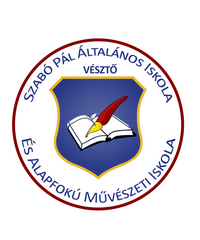 Szabó Pál Általános Iskola
Vésztő
És Alapfokú Művészeti Iskola